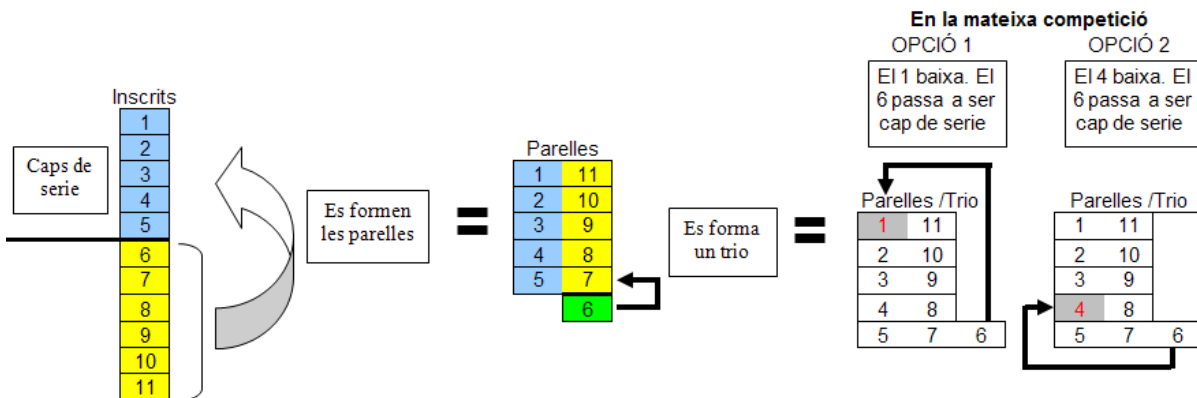 En la mateixa competició
OPCIÓ 1
OPCIÓ 2
El 1 baixa. El
6 passa a ser
cap de serie
El 4 baixa. El
6 passa a ser
cap de serie
Inscrits
1
2
3
4
5
6
7
8
9
10
11
Caps de
serie
Es formen
les parelles
Parelles
1 11
2 10
3 9
4 8
5 7
6
Es forma
un trio
Parelles /Trio
1 11
2 10
3 9
4 8
5 7 6
Parelles /Trio
1 11
2 10
3 9
4 8
5 7 6